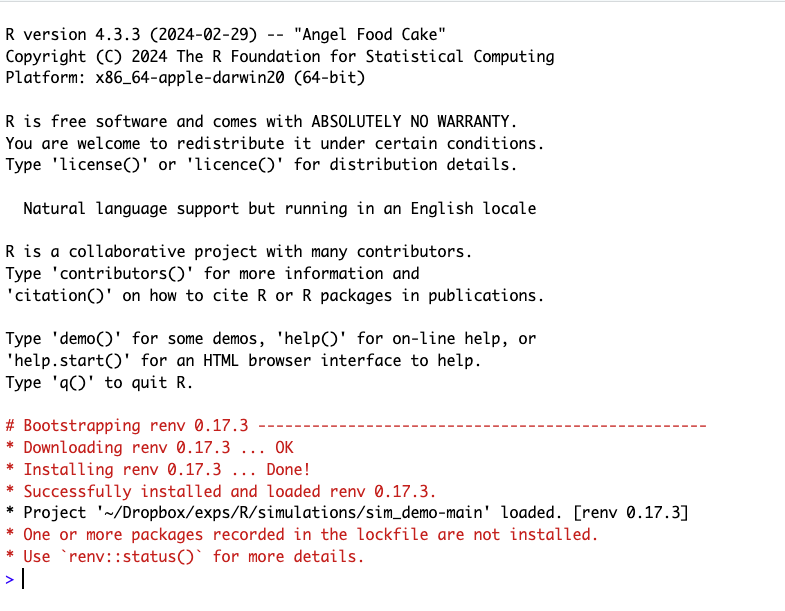 R version 4.3.3 (2024-02-29) -- "Angel Food Cake"
Copyright (C) 2024 The R Foundation for Statistical Computing
Platform: x86_64-apple-darwin20 (64-bit)
R is free software and comes with ABSOLUTELY NO WARRANTY.
You are welcome to redistribute it under certain conditions.
Type 'license()' or 'licence()' for distribution details.
Natural language support but running in an English locale
R is a collaborative project with many contributors.
Type 'contributors()' for more information and
'citation()' on how to cite R or R packages in publications.
Type 'demo()' for some demos, 'help()' for on-line help, or
'help.start()' for an HTML browser interface to help.
Type 'q()' to quit R.
# Bootstrapping renv 0.17.3 --------------------------------------------------
* Downloading renv 0.17.3 ... OK
* Installing renv 0.17.3 ... Done!
* Successfully installed and loaded renv 0.17.3.
* Project '~/Dropbox/exps/R/simulations/sim_demo-main' loaded. [renv 0.17.3]
* One or more packages recorded in the lockfile are not installed.
* Use `renv::status()` for more details.
>